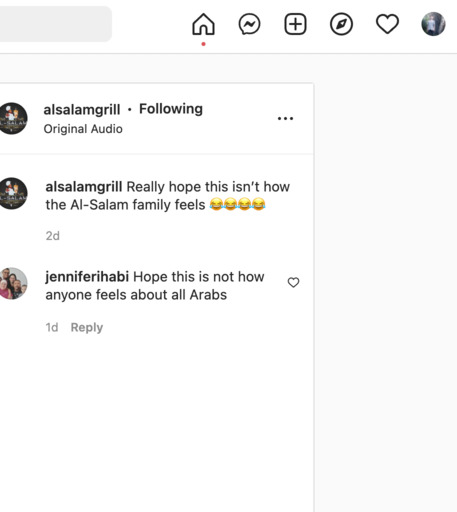 alsalamgrill • Following
Original Audio
alsalamgrill Really hope this isn’t how
the Al-Salam family feels 😂😂😂😂
2d
jenniferihabi Hope this is not how
anyone feels about all Arabs
1d Reply